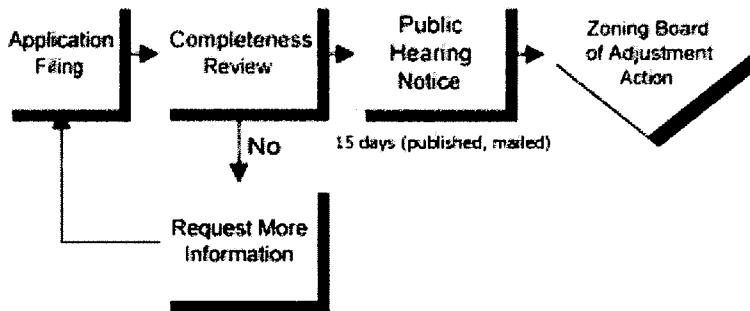 Application
Filing
Completeness
Review
Public
Hearing
Notice
Zoning Board
of Adjustment
Action
No
15 days (published, mailed)
Request More
Information